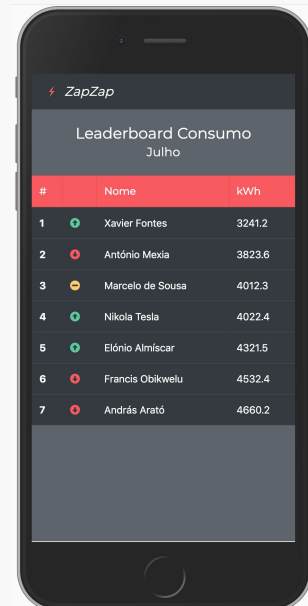 ZapZap
Leaderboard Consumo
Julho
# Nome kWh
1 Xavier Fontes 3241.2
2 António Mexia 3823.6
3 Marcelo de Sousa 4012.3
4 Nikola Tesla 4022.4
5 Elónio Almíscar 4321.5
6 Francis Obikwelu 4532.4
7 András Arató 4660.2